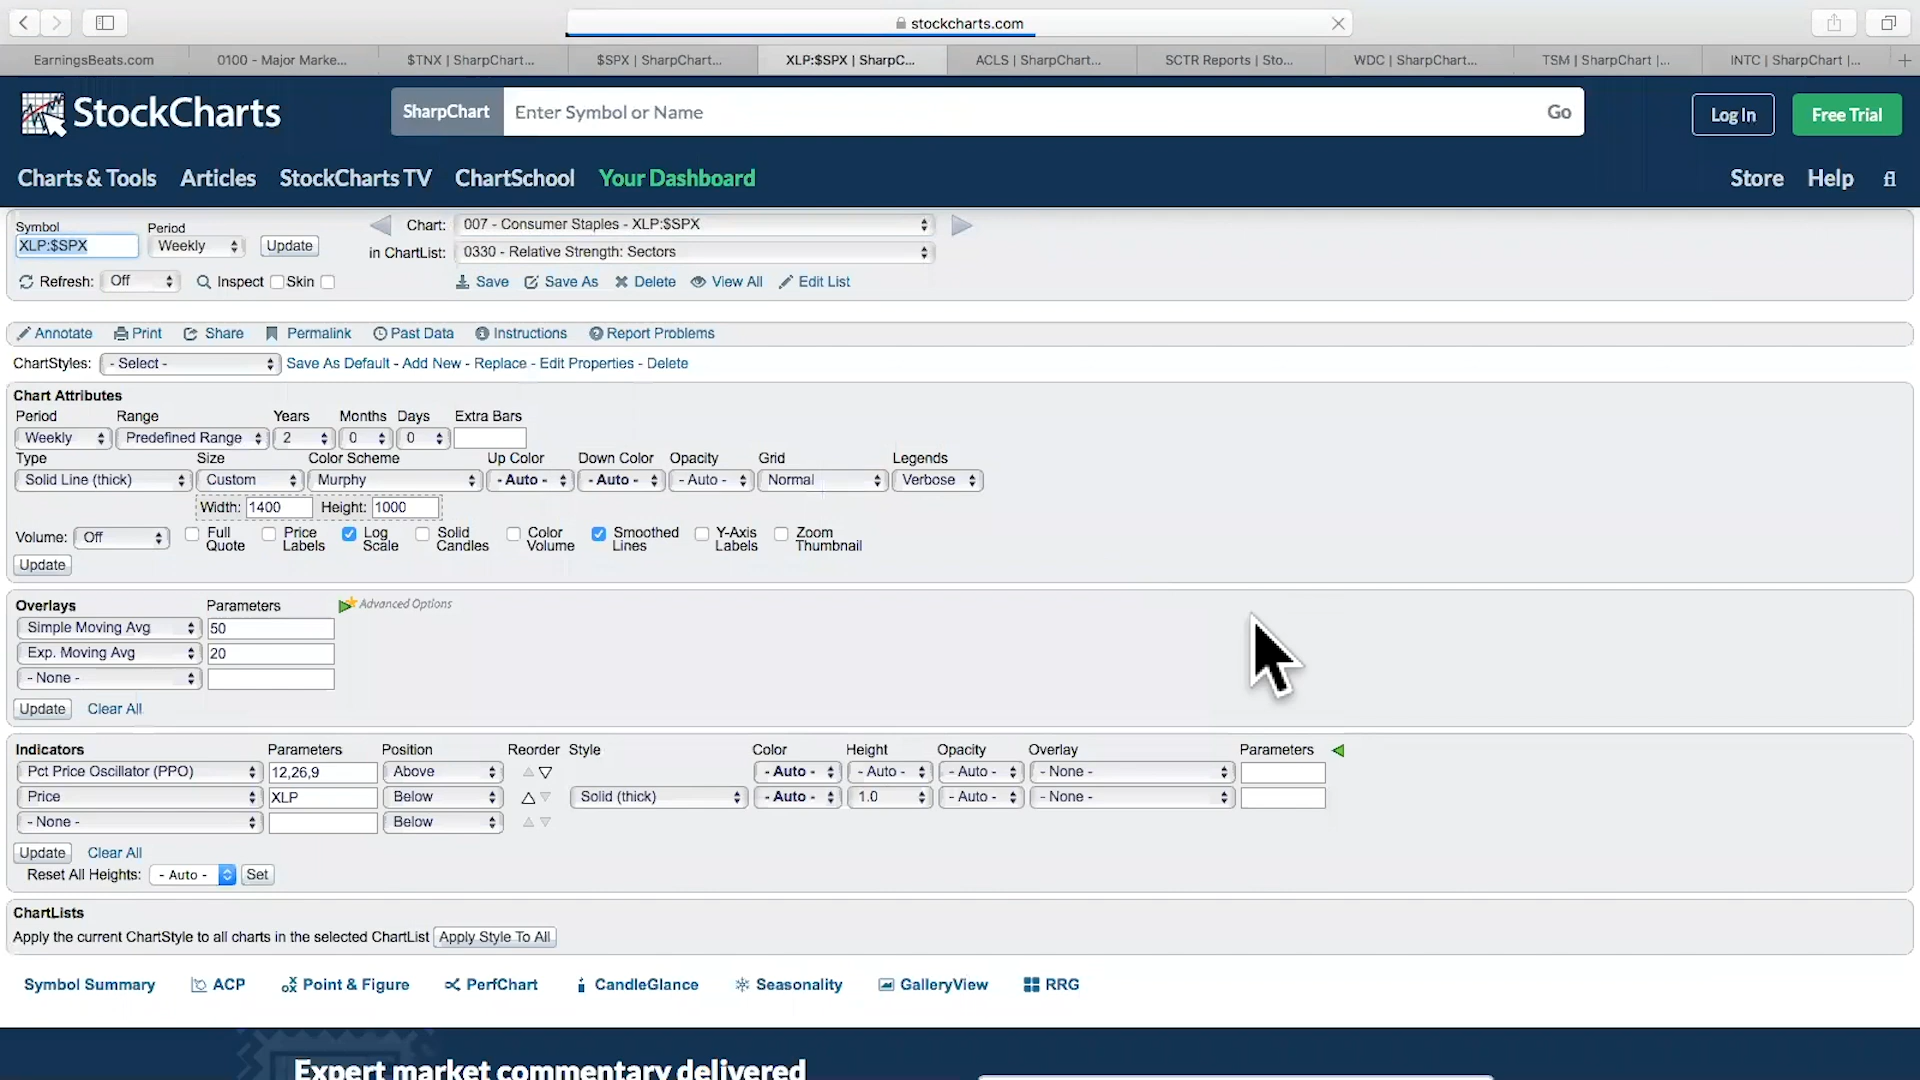 stockcharts.com
EarningsBeats.com 0100 - Major Marke... $TNX | SharpChart... $SPX | SharpChart... XLP:$SPX | SharpC... ACLS | SharpChart... SCTR Reports | Sto... WDC | SharpChart... TSM | SharpChart |... INTC | SharpChart |...
StockCharts SharpChart Enter Symbol or Name Go Log In Free Trial
Charts & Tools Articles StockCharts TV ChartSchool Your Dashboard Store Help
Symbol Period Chart: 007 - Consumer Staples - XLP:$SPX
XLP:$SPX Weekly Update in ChartList: 0330 - Relative Strength: Sectors
Refresh: Off Inspect Skin Save Save As Delete View All Edit List
Annotate Print Share Permalink Past Data Instructions Report Problems
ChartStyles: - Select - Save As Default - Add New - Replace - Edit Properties - Delete
Chart Attributes
Period Range Years Months Days Extra Bars
Weekly Predefined Range 2 0 0
Type Size Color Scheme Up Color Down Color Opacity Grid Legends
Solid Line (thick) Custom Murphy - Auto - - Auto - - Auto - Normal Verbose
Width: 1400 Height: 1000
Volume: Off Full Quote Price Labels Log Scale Solid Candles Color Volume Smoothed Lines Y-Axis Labels Zoom Thumbnail
Update
Overlays Parameters Advanced Options
Simple Moving Avg 50
Exp. Moving Avg 20
- None -
Update Clear All
Indicators Parameters Position Reorder Style Color Height Opacity Overlay Parameters
Pct Price Oscillator (PPO) 12,26,9 Above - Auto - - Auto - - Auto - - None -
Price XLP Below Solid (thick) - Auto - 1.0 - Auto - - None -
- None - Below
Update Clear All
Reset All Heights: - Auto - Set
ChartLists
Apply the current ChartStyle to all charts in the selected ChartList Apply Style To All
Symbol Summary ACP Point & Figure PerfChart CandleGlance Seasonality GalleryView RRG
Expert market commentary delivered